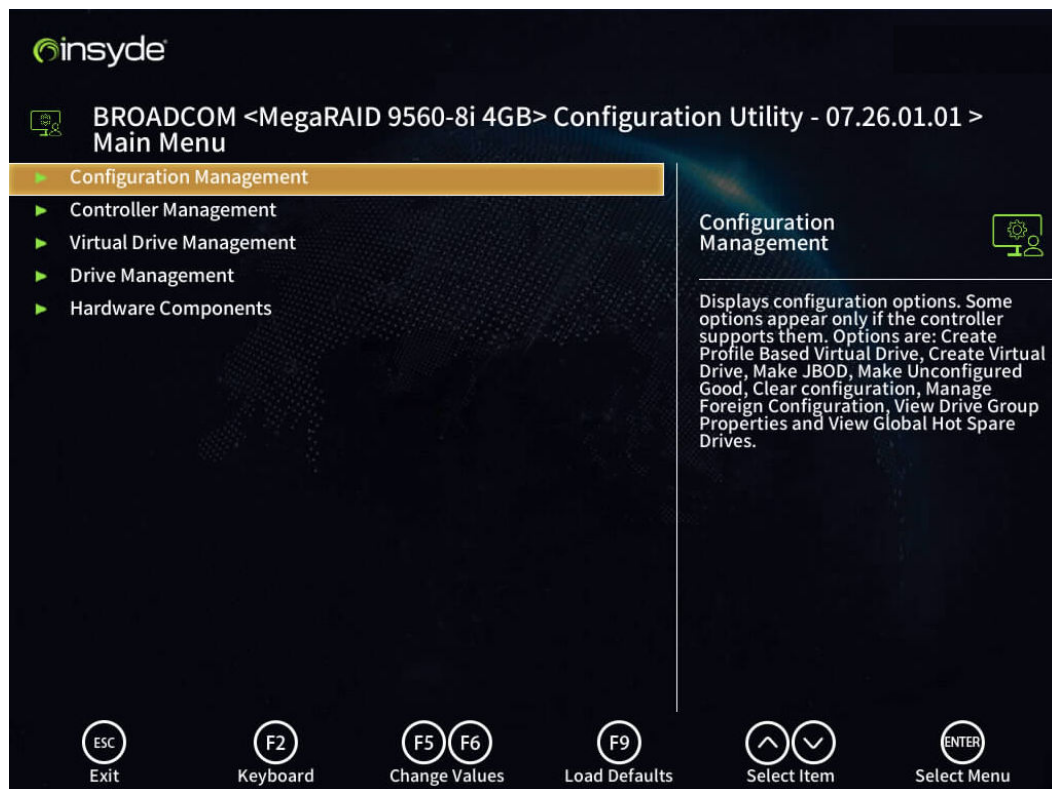 insyde
BROADCOM <MegaRAID 9560-8i 4GB> Configuration Utility - 07.26.01.01 >
Main Menu
Configuration Management
Controller Management
Virtual Drive Management
Drive Management
Hardware Components
Configuration
Management
Displays configuration options. Some
options appear only if the controller
supports them. Options are: Create
Profile Based Virtual Drive, Create Virtual
Drive, Make JBOD, Make Unconfigured
Good, Clear configuration, Manage
Foreign Configuration, View Drive Group
Properties and View Global Hot Spare
Drives.
ESC F2 F5 F6 F9 ENTER
Exit Keyboard Change Values Load Defaults Select Item Select Menu